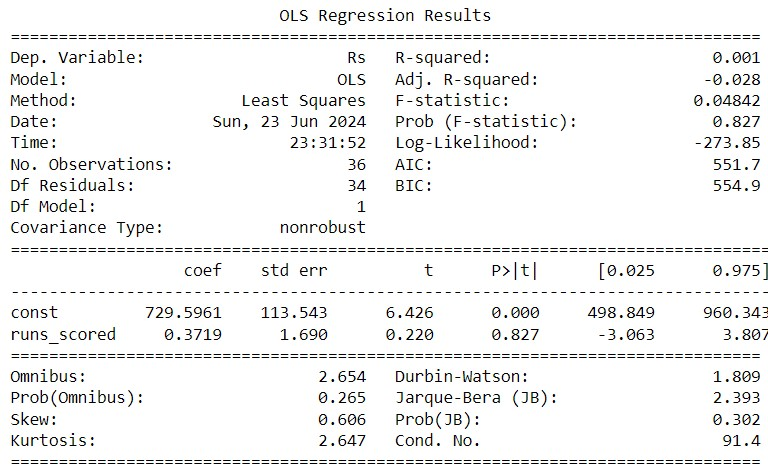 OLS Regression Results
==============================================================================
Dep. Variable: Rs R-squared: 0.001
Model: OLS Adj. R-squared: -0.028
Method: Least Squares F-statistic: 0.04842
Date: Sun, 23 Jun 2024 Prob (F-statistic): 0.827
Time: 23:31:52 Log-Likelihood: -273.85
No. Observations: 36 AIC: 551.7
Df Residuals: 34 BIC: 554.9
Df Model: 1
Covariance Type: nonrobust
==============================================================================
coef std err t P>|t| [0.025 0.975]
------------------------------------------------------------------------------
const 729.5961 113.543 6.426 0.000 498.849 960.343
runs_scored 0.3719 1.690 0.220 0.827 -3.063 3.807
==============================================================================
Omnibus: 2.654 Durbin-Watson: 1.809
Prob(Omnibus): 0.265 Jarque-Bera (JB): 2.393
Skew: 0.606 Prob(JB): 0.302
Kurtosis: 2.647 Cond. No. 91.4
==============================================================================